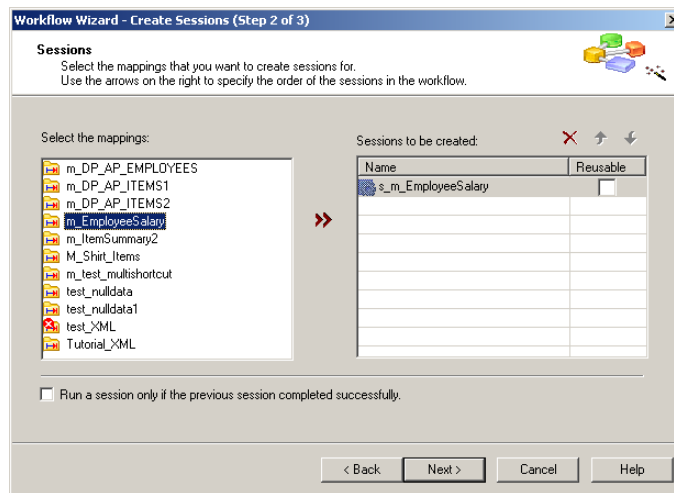 Workflow Wizard - Create Sessions (Step 2 of 3)
Sessions
Select the mappings that you want to create sessions for.
Use the arrows on the right to specify the order of the sessions in the workflow.
Select the mappings:
Sessions to be created:
m_DP_AP_EMPLOYEES
m_DP_AP_ITEMS1
m_DP_AP_ITEMS2
m_EmployeeSalary
m_ItemSummary2
M_Shirt_Items
m_test_multishortcut
test_nulldata
test_nulldata1
test_XML
Tutorial_XML
Name Reusable
s_m_EmployeeSalary
Run a session only if the previous session completed successfully.
< Back Next > Cancel Help